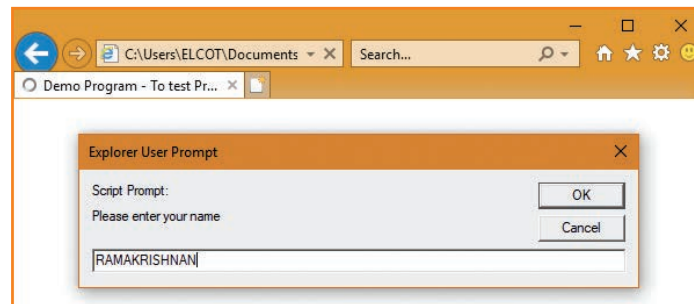 C:\Users\ELCOT\Documents
Search...
Demo Program - To test Pr...
Explorer User Prompt
Script Prompt:
OK
Please enter your name
Cancel
RAMAKRISHNAN